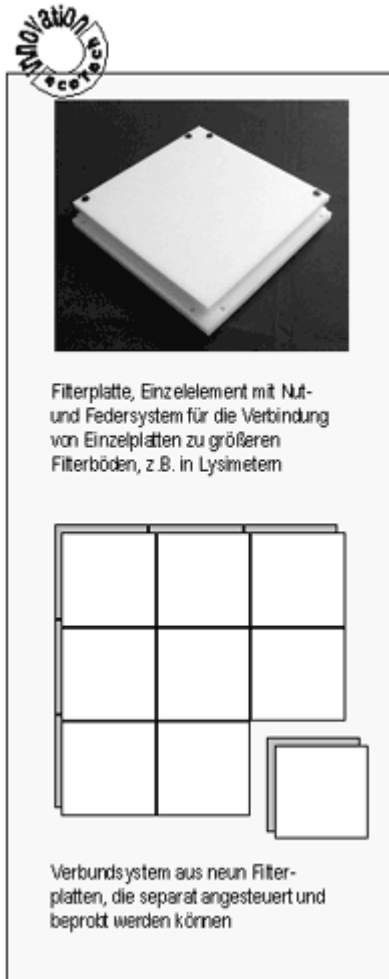 innovation
ecoTech
Filterplatte, Einzelelement mit Nut-
und Federsystem für die Verbindung
von Einzelplatten zu größeren
Filterböden, z.B. in Lysimetern
Verbundsystem aus neun Filter-
platten, die separat angesteuert und
beprobt werden können